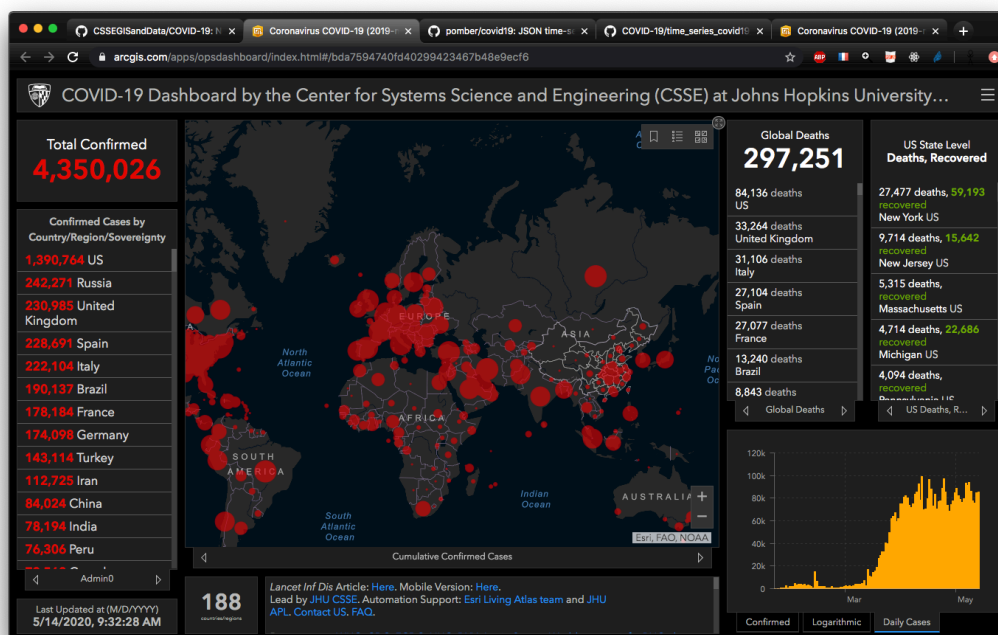 CSSEGISandData/COVID-19: N
Coronavirus COVID-19 (2019-n
pomber/covid19: JSON time-s
COVID-19/time_series_covid19
Coronavirus COVID-19 (2019-n
arcgis.com/apps/opsdashboard/index.html#/bda7594740fd40299423467b48e9ecf6
ABP
COVID-19 Dashboard by the Center for Systems Science and Engineering (CSSE) at Johns Hopkins University...
Total Confirmed
4,350,026
Confirmed Cases by
Country/Region/Sovereignty
1,390,764 US
242,271 Russia
230,985 United
Kingdom
228,691 Spain
222,104 Italy
190,137 Brazil
178,184 France
174,098 Germany
143,114 Turkey
112,725 Iran
84,024 China
78,194 India
76,306 Peru
Admin0
Last Updated at (M/D/YYYY)
5/14/2020, 9:32:28 AM
EUROPE
ASIA
North
Atlantic
Ocean
AFRICA
SOUTH
AMERICA
Indian
Ocean
South
Atlantic
Ocean
AUSTRALIA
Esri, FAO, NOAA
Cumulative Confirmed Cases
188
countries/regions
Lancet Inf Dis Article: Here. Mobile Version: Here.
Lead by JHU CSSE. Automation Support: Esri Living Atlas team and JHU
APL. Contact US. FAQ.
Global Deaths
297,251
84,136 deaths
US
33,264 deaths
United Kingdom
31,106 deaths
Italy
27,104 deaths
Spain
27,077 deaths
France
13,240 deaths
Brazil
8,843 deaths
Global Deaths
US State Level
Deaths, Recovered
27,477 deaths, 59,193
recovered
New York US
9,714 deaths, 15,642
recovered
New Jersey US
5,315 deaths,
recovered
Massachusetts US
4,714 deaths, 22,686
recovered
Michigan US
4,094 deaths,
recovered
Pennsylvania US
US Deaths, R...
120k
100k
80k
60k
40k
20k
0
Mar
May
Confirmed
Logarithmic
Daily Cases